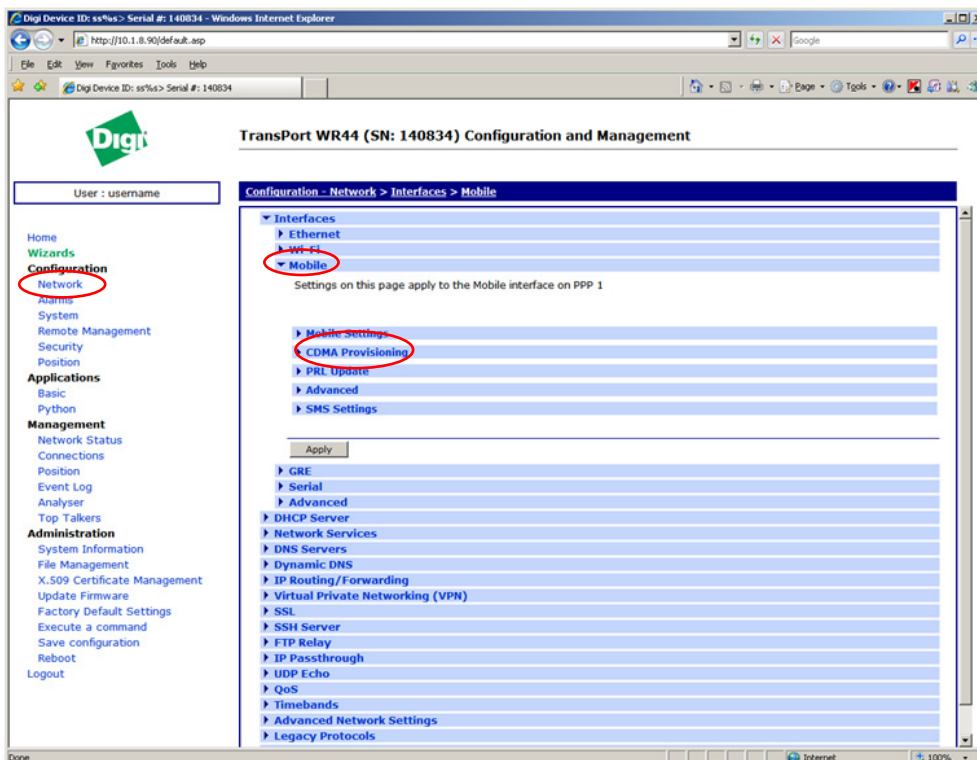 Digi Device ID: ss%s> Serial #: 140834 - Windows Internet Explorer
http://10.1.8.90/default.asp
Google
File Edit View Favorites Tools Help
Digi Device ID: ss%s> Serial #: 140834
Page Tools
Digi
TransPort WR44 (SN: 140834) Configuration and Management
User : username
Configuration - Network > Interfaces > Mobile
Home
Wizards
Configuration
Network
Alarms
System
Remote Management
Security
Position
Applications
Basic
Python
Management
Network Status
Connections
Position
Event Log
Analyser
Top Talkers
Administration
System Information
File Management
X.509 Certificate Management
Update Firmware
Factory Default Settings
Execute a command
Save configuration
Reboot
Logout
Interfaces
Ethernet
Wi-Fi
Mobile
Settings on this page apply to the Mobile interface on PPP 1
Mobile Settings
CDMA Provisioning
PRL Update
Advanced
SMS Settings
Apply
GRE
Serial
Advanced
DHCP Server
Network Services
DNS Servers
Dynamic DNS
IP Routing/Forwarding
Virtual Private Networking (VPN)
SSL
SSH Server
FTP Relay
IP Passthrough
UDP Echo
QoS
Timebands
Advanced Network Settings
Legacy Protocols
Done
Internet
100%